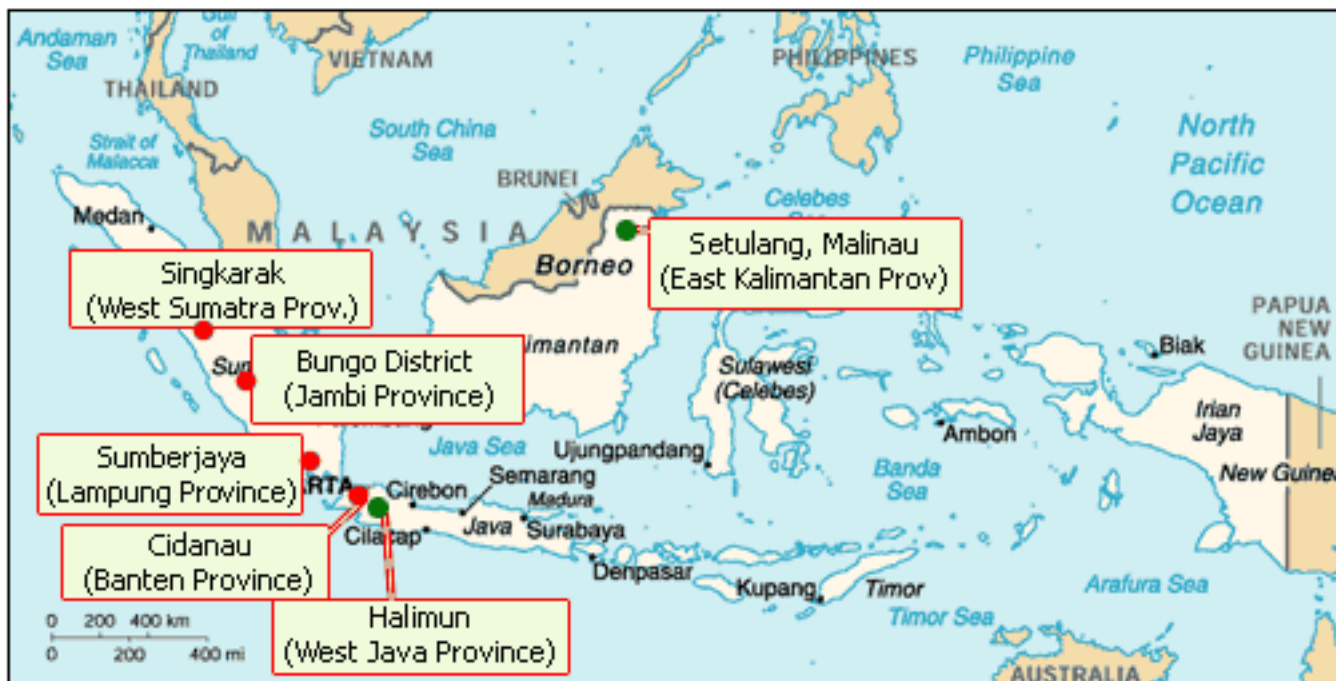 Andaman
Sea
Gulf
of
Thailand
VIETNAM
PHILIPPINES
Philippine
Sea
THAILAND
Strait of
Malacca
South China
Sea
North
Pacific
Ocean
BRUNEI
Celebes
Medan
MALAYSIA
Setulang, Malinau
(East Kalimantan Prov)
Borneo
Singkarak
(West Sumatra Prov.)
PAPUA
NEW
GUINEA
Bungo District
(Jambi Province)
Biak
Sulawesi
(Celebes)
Irian
Jaya
Java Sea
Ujungpandang
Ambon
Sumberjaya
(Lampung Province)
Banda
Sea
New Guinea
Cirebon
Semarang
Madura
Cilacap
Java
Surabaya
Cidanau
(Banten Province)
Denpasar
Kupang
Timor
Arafura Sea
Timor Sea
Halimun
(West Java Province)
0 200 400 km
0 200 400 mi
AUSTRALIA